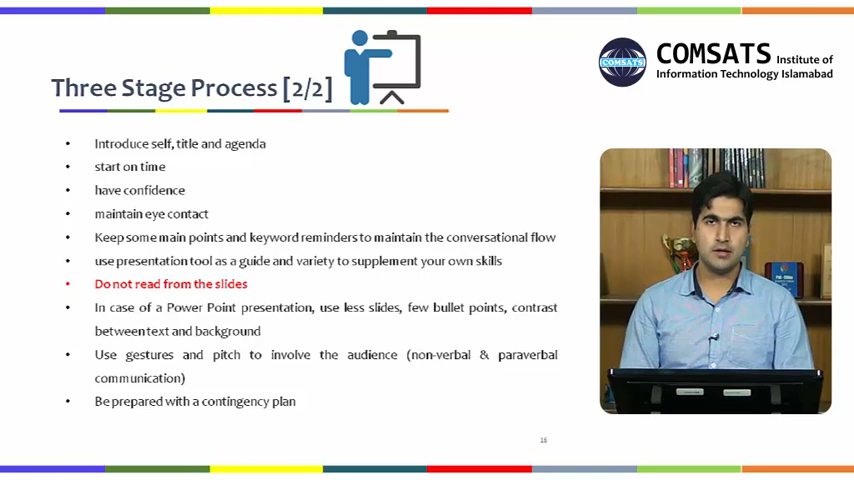 COMSATS Institute of
Information Technology Islamabad
COMSATS
Three Stage Process [2/2]
• Introduce self, title and agenda
• start on time
• have confidence
• maintain eye contact
• Keep some main points and keyword reminders to maintain the conversational flow
• use presentation tool as a guide and variety to supplement your own skills
• Do not read from the slides
• In case of a Power Point presentation, use less slides, few bullet points, contrast
between text and background
• Use gestures and pitch to involve the audience (non-verbal & paraverbal
communication)
• Be prepared with a contingency plan
16